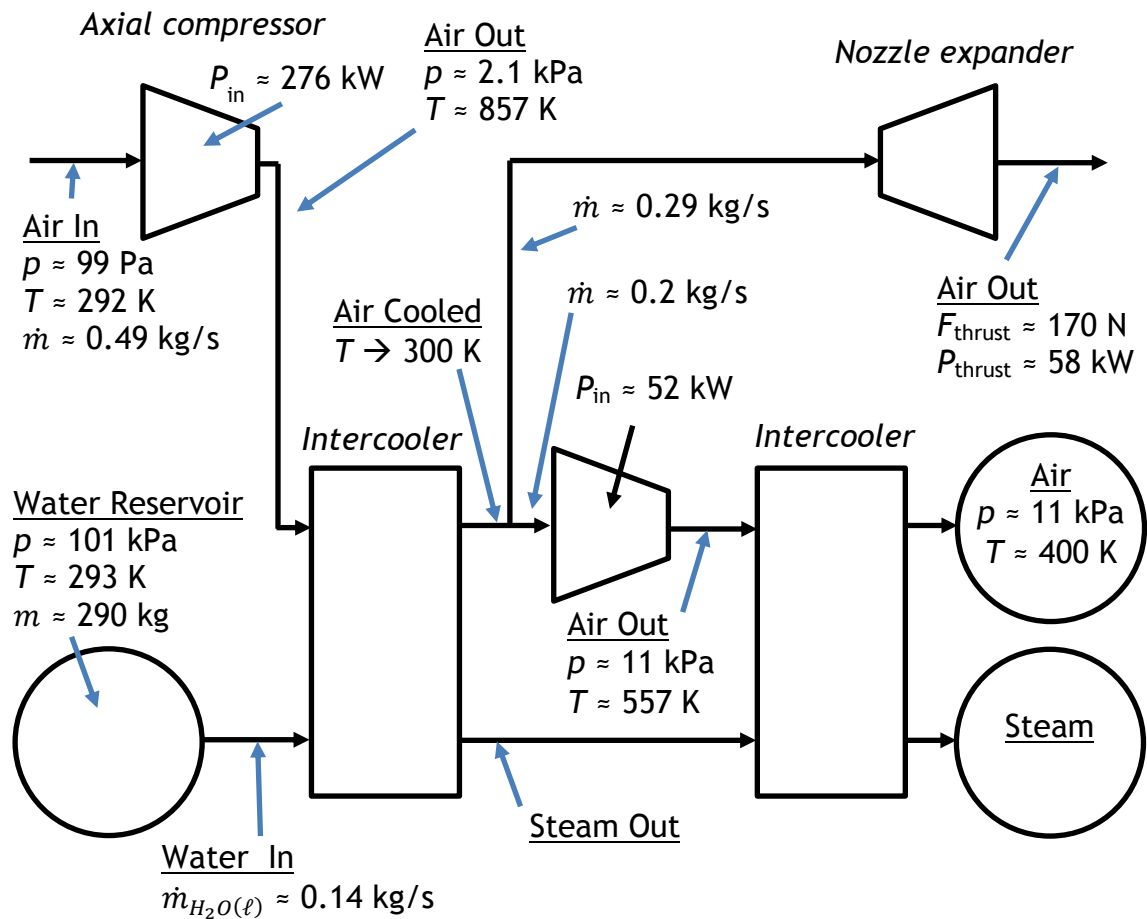 Axial compressor
P_in ≈ 276 kW
Air Out
p ≈ 2.1 kPa
T ≈ 857 K
Nozzle expander
Air In
p ≈ 99 Pa
T ≈ 292 K
ṁ ≈ 0.49 kg/s
ṁ ≈ 0.29 kg/s
ṁ ≈ 0.2 kg/s
Air Cooled
T → 300 K
Air Out
F_thrust ≈ 170 N
P_thrust ≈ 58 kW
P_in ≈ 52 kW
Intercooler
Intercooler
Water Reservoir
p ≈ 101 kPa
T ≈ 293 K
m ≈ 290 kg
Air
p ≈ 11 kPa
T ≈ 400 K
Air Out
p ≈ 11 kPa
T ≈ 557 K
Steam
Steam Out
Water In
ṁ_H₂O(ℓ) ≈ 0.14 kg/s